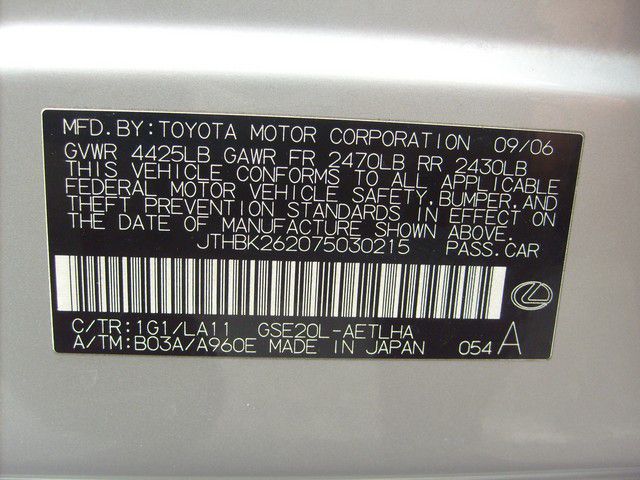 MFD. BY: TOYOTA MOTOR CORPORATION 09/06
GVWR 4425LB GAWR FR 2470LB RR 2430LB
THIS VEHICLE CONFORMS TO ALL APPLICABLE
FEDERAL MOTOR VEHICLE SAFETY, BUMPER, AND
THEFT PREVENTION STANDARDS IN EFFECT ON
THE DATE OF MANUFACTURE SHOWN ABOVE.
JTHBK262075030215 PASS. CAR
C/TR: 1G1/LA11 GSE20L-AETLHA
A/TM: B03A/A960E MADE IN JAPAN 054 A